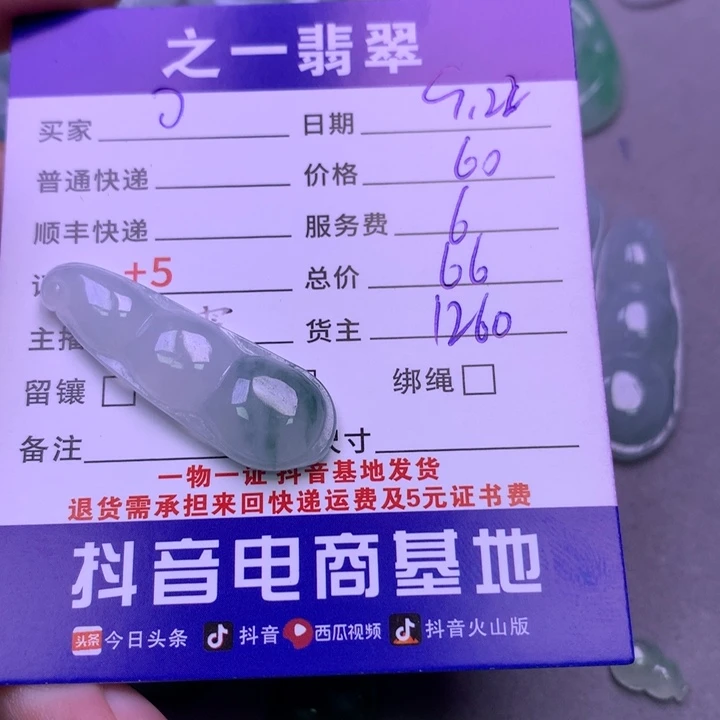 之一翡翠
买家 日期
普通快递 价格 60
顺丰快递 服务费 6
+5 总价 66
主播 货主 1260
留镶 绑绳
备注 尺寸
一物一证 抖音基地发货
退货需承担来回快递运费及5元证书费
抖音电商基地
头条 今日头条 抖音 西瓜视频 抖音火山版